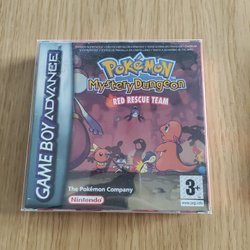 GAME BOY ADVANCE
POKéMON
Mystery Dungeon
RED RESCUE TEAM
The Pokémon Company
Nintendo
3+